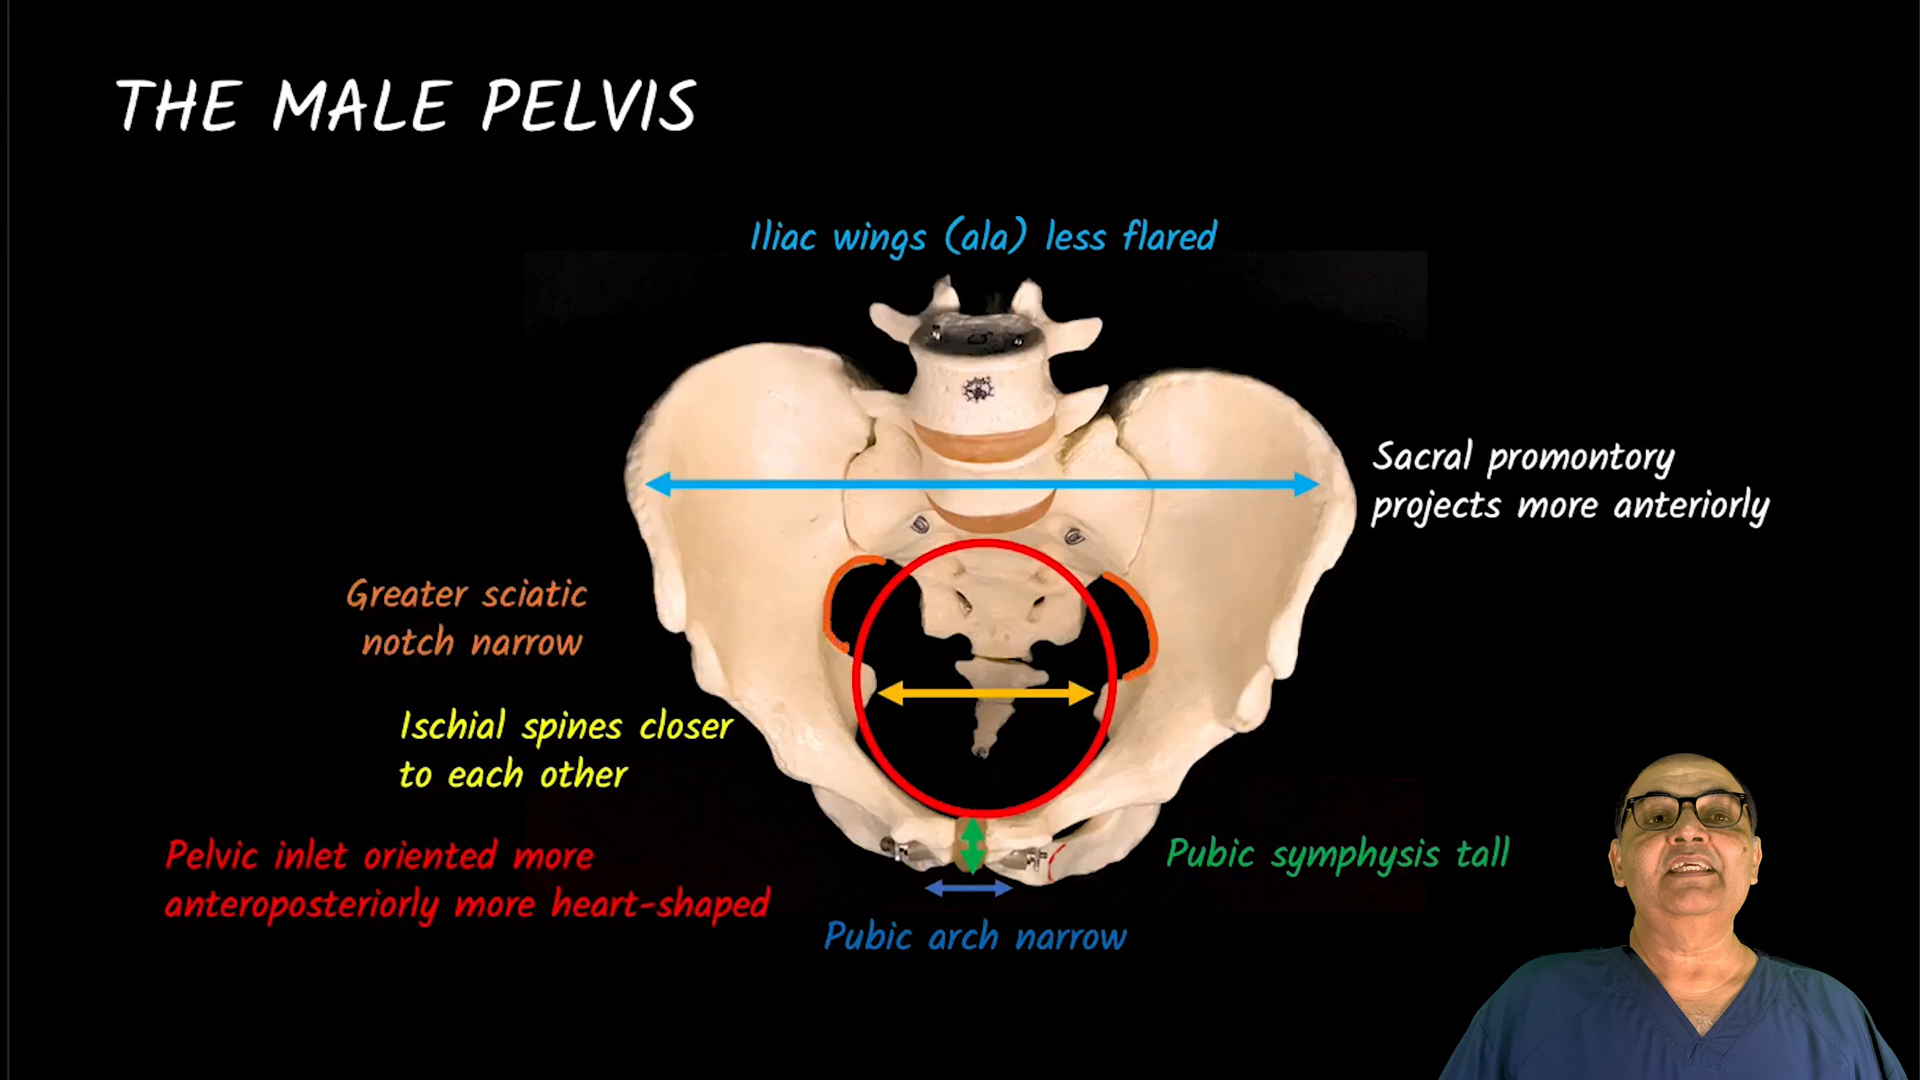 THE MALE PELVIS
Iliac wings (ala) less flared
Sacral promontory
projects more anteriorly
Greater sciatic
notch narrow
Ischial spines closer
to each other
Pelvic inlet oriented more
anteroposteriorly more heart-shaped
Pubic symphysis tall
Pubic arch narrow